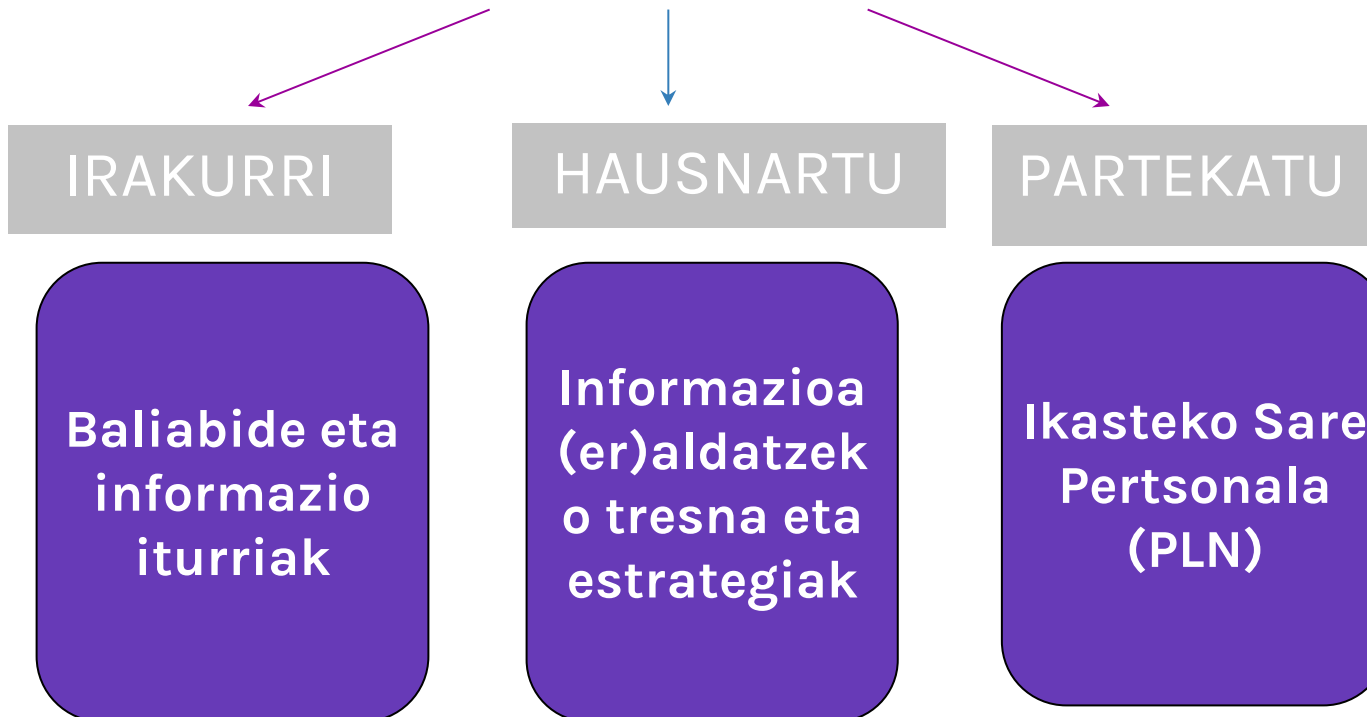 IRAKURRI
HAUSNARTU
PARTEKATU
Baliabide eta
informazio
iturriak
Informazioa
(er)aldatzek
o tresna eta
estrategiak
Ikasteko Sare
Pertsonala
(PLN)